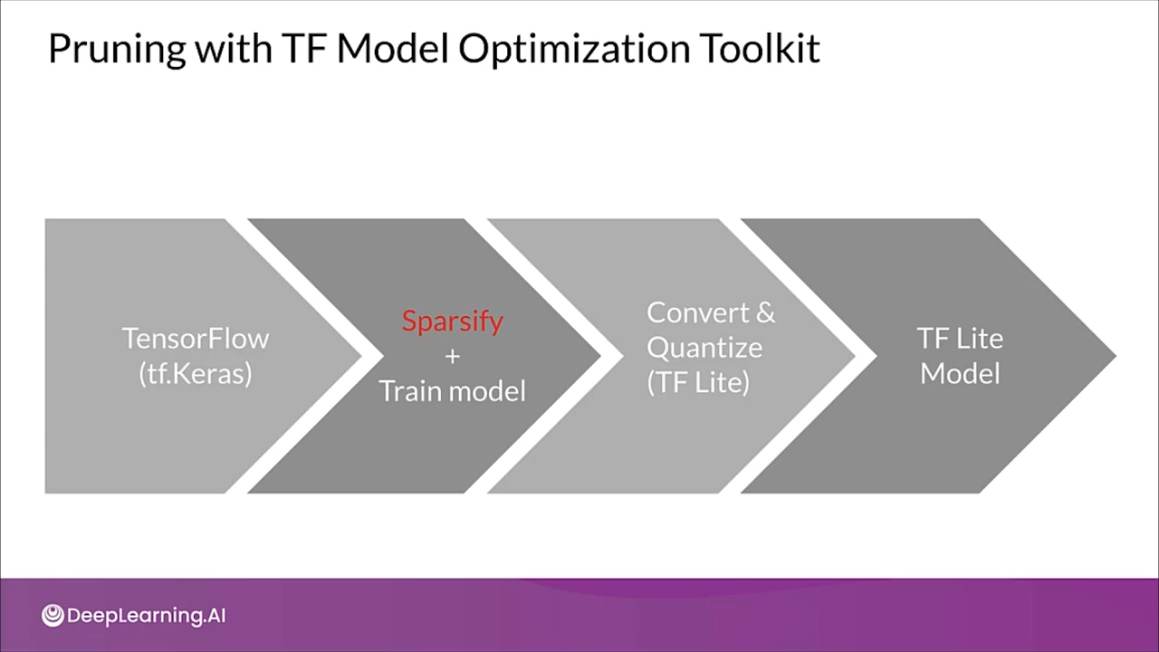 Pruning with TF Model Optimization Toolkit
TensorFlow
(tf.Keras)
Sparsify
+
Train model
Convert &
Quantize
(TF Lite)
TF Lite
Model
DeepLearning.AI